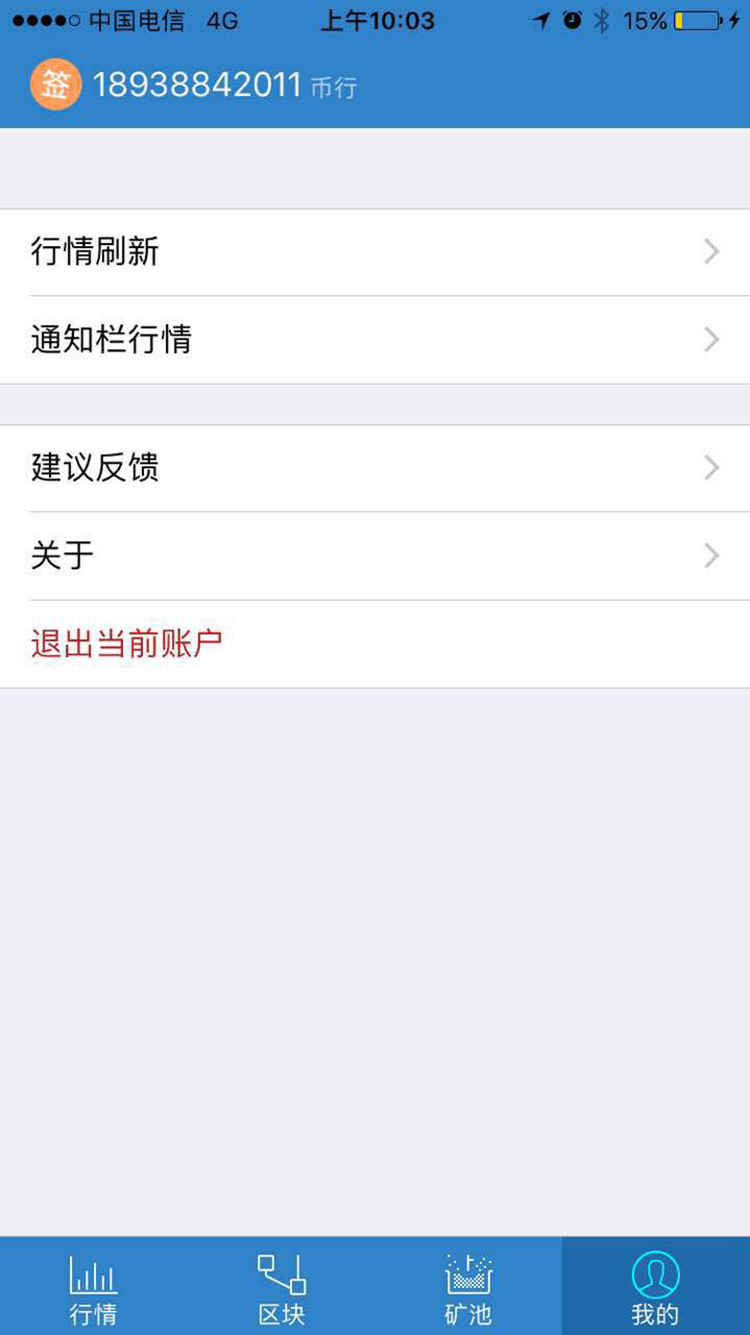 中国电信 4G 上午10:03 15%
签 18938842011 币行
行情刷新
通知栏行情
建议反馈
关于
退出当前账户
行情 区块 矿池 我的